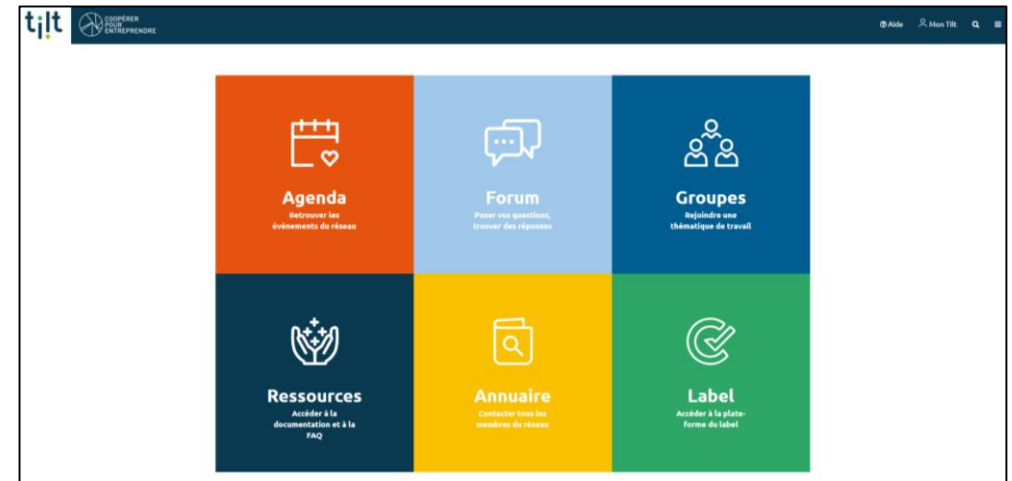 tilt
COOPÉRER
POUR
ENTREPRENDRE
Aide
Mon Tilt
Agenda
Retrouver les
évènements du réseau
Forum
Poser vos questions,
trouver des réponses
Groupes
Rejoindre une
thématique de travail
Ressources
Accéder à la
documentation et à la
FAQ
Annuaire
Contacter tous les
membres du réseau
Label
Accéder à la plate-
forme du label